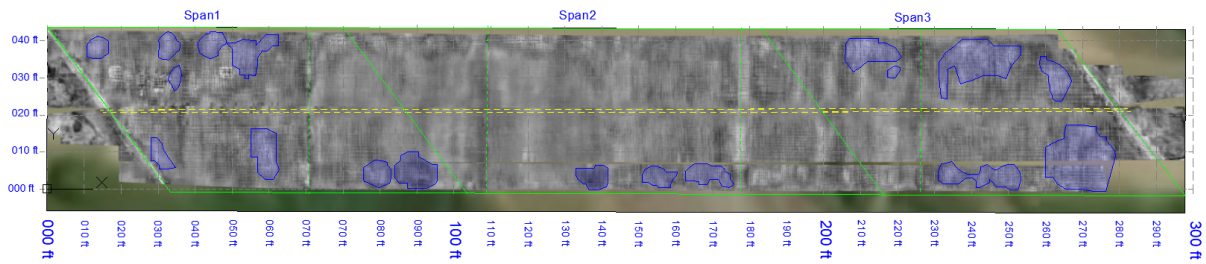 Span1 Span2 Span3
040 ft
030 ft
020 ft
010 ft
000 ft
Y
X
000 ft 010 ft 020 ft 030 ft 040 ft 050 ft 060 ft 070 ft 080 ft 090 ft 100 ft 110 ft 120 ft 130 ft 140 ft 150 ft 160 ft 170 ft 180 ft 190 ft 200 ft 210 ft 220 ft 230 ft 240 ft 250 ft 260 ft 270 ft 280 ft 290 ft 300 ft